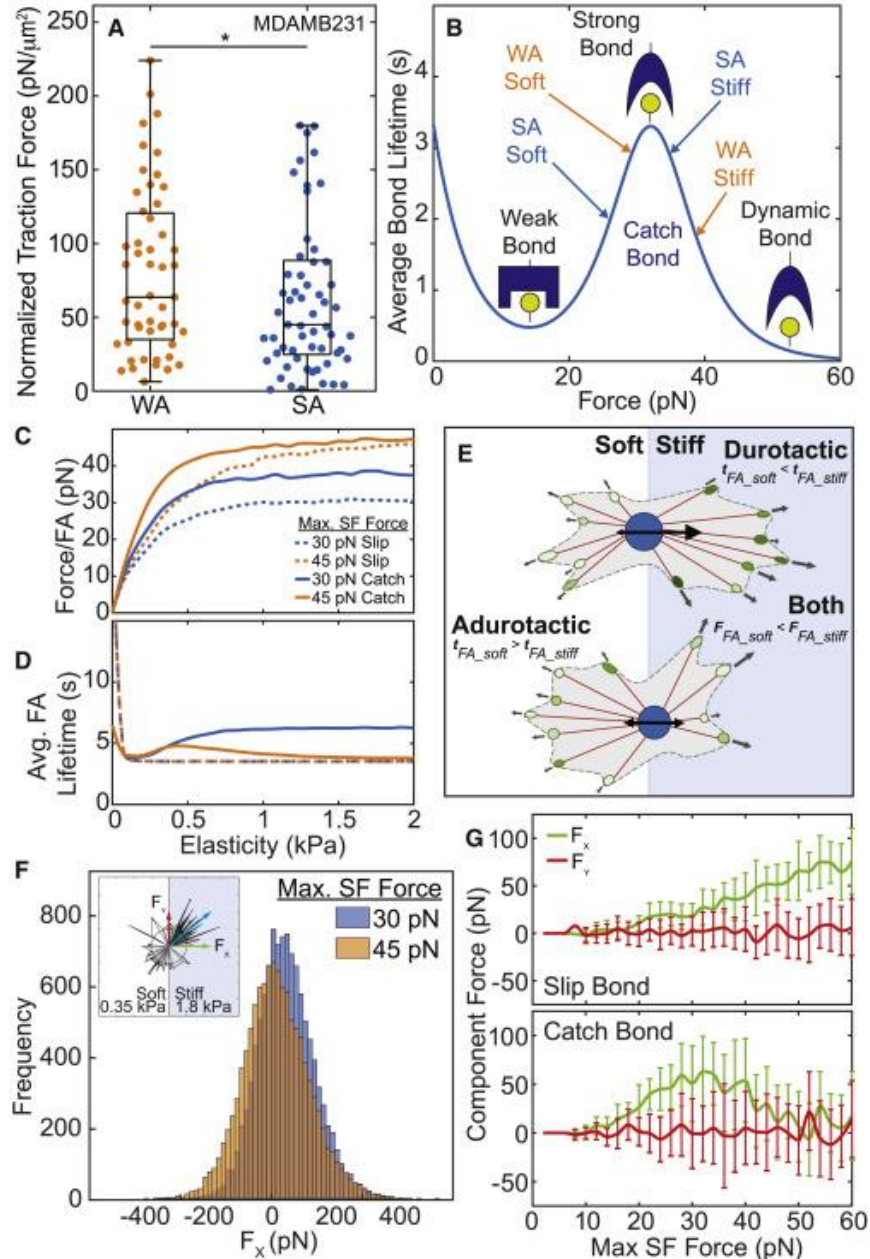 A
MDAMB231
*
Normalized Traction Force (pN/μm²)
250
200
150
100
50
0
WA
SA
B
Strong
Bond
WA
Soft
SA
Stiff
SA
Soft
WA
Stiff
Weak
Bond
Catch
Bond
Dynamic
Bond
Average Bond Lifetime (s)
4
2
0
0
20
40
60
Force (pN)
C
Force/FA (pN)
40
30
20
10
0
Max. SF Force
30 pN Slip
45 pN Slip
30 pN Catch
45 pN Catch
D
Avg. FA
Lifetime (s)
10
5
0
0
0.5
1
1.5
2
Elasticity (kPa)
E
Soft
Stiff
Durotactic
t_FA_soft < t_FA_stiff
Adurotactic
t_FA_soft > t_FA_stiff
Both
F_FA_soft < F_FA_stiff
F
Fᵧ
Fₓ
Soft
0.35 kPa
Stiff
1.8 kPa
Max. SF Force
30 pN
45 pN
Frequency
800
600
400
200
0
-400
-200
0
200
400
Fₓ (pN)
G
Fₓ
Fᵧ
Component Force (pN)
100
50
0
-50
Slip Bond
100
50
0
-50
Catch Bond
0
10
20
30
40
50
60
Max SF Force (pN)